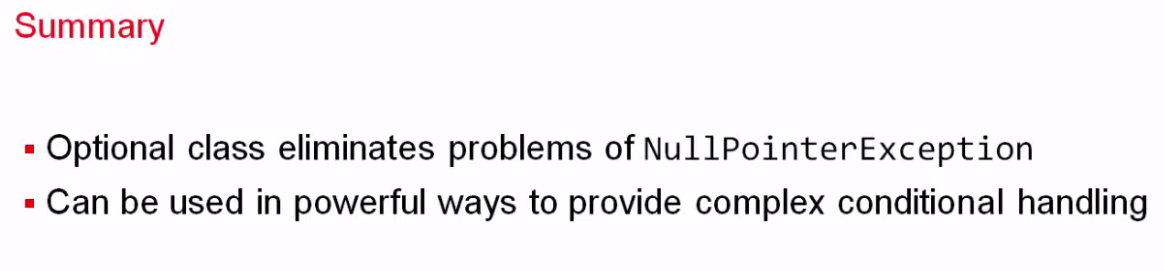 Summary
▪ Optional class eliminates problems of NullPointerException
▪ Can be used in powerful ways to provide complex conditional handling